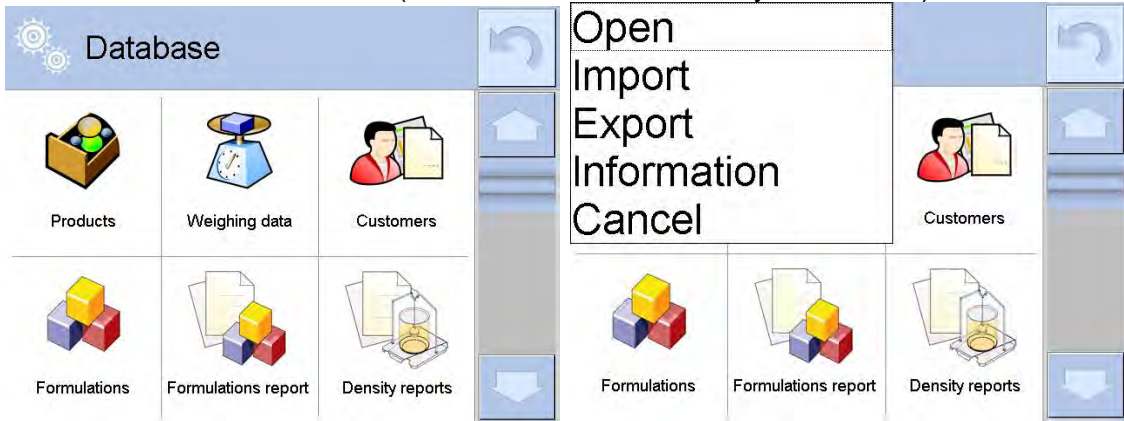 Database
Products
Weighing data
Customers
Formulations
Formulations report
Density reports
Open
Import
Export
Information
Cancel
Customers
Formulations
Formulations report
Density reports